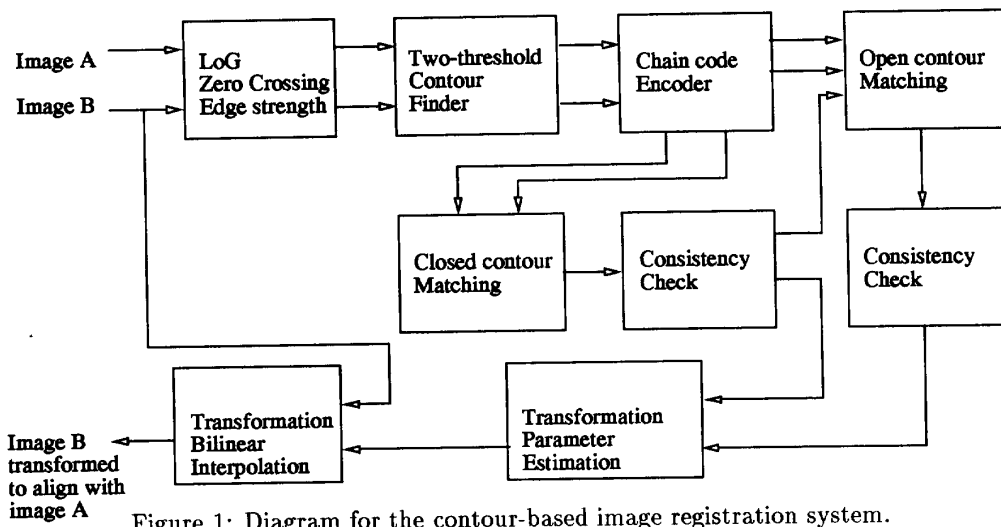 Image A
Image B
LoG
Zero Crossing
Edge strength
Two-threshold
Contour
Finder
Chain code
Encoder
Open contour
Matching
Closed contour
Matching
Consistency
Check
Consistency
Check
Transformation
Bilinear
Interpolation
Transformation
Parameter
Estimation
Image B
transformed
to align with
image A
Figure 1: Diagram for the contour-based image registration system.